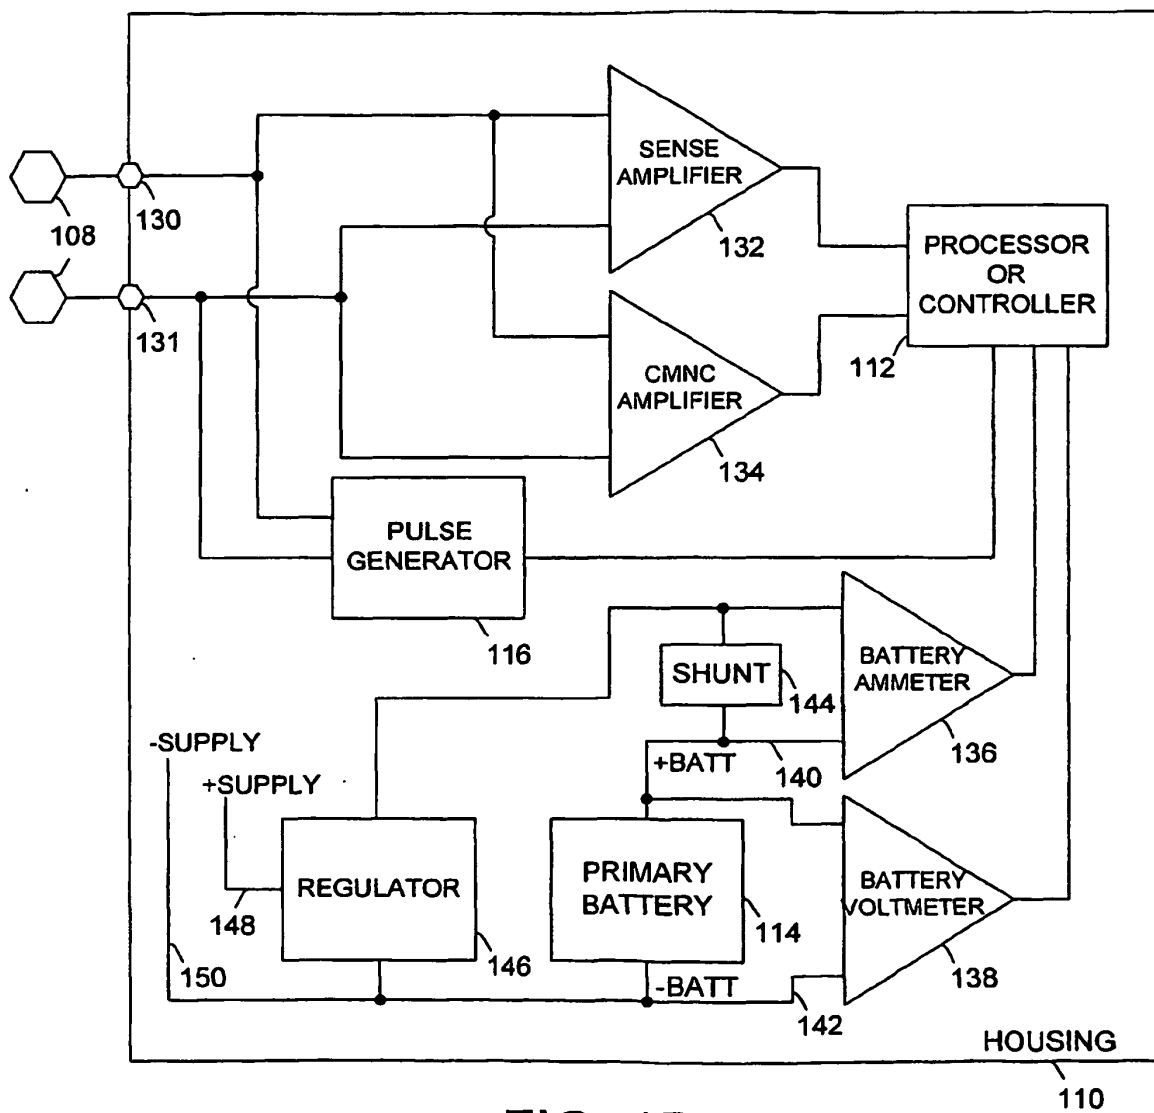 SENSE
AMPLIFIER
132
108
130
131
PROCESSOR
OR
CONTROLLER
112
CMNC
AMPLIFIER
134
PULSE
GENERATOR
116
SHUNT
144
BATTERY
AMMETER
136
-SUPPLY
+SUPPLY
+BATT
140
REGULATOR
148
146
150
PRIMARY
BATTERY
114
-BATT
142
BATTERY
VOLTMETER
138
HOUSING
110